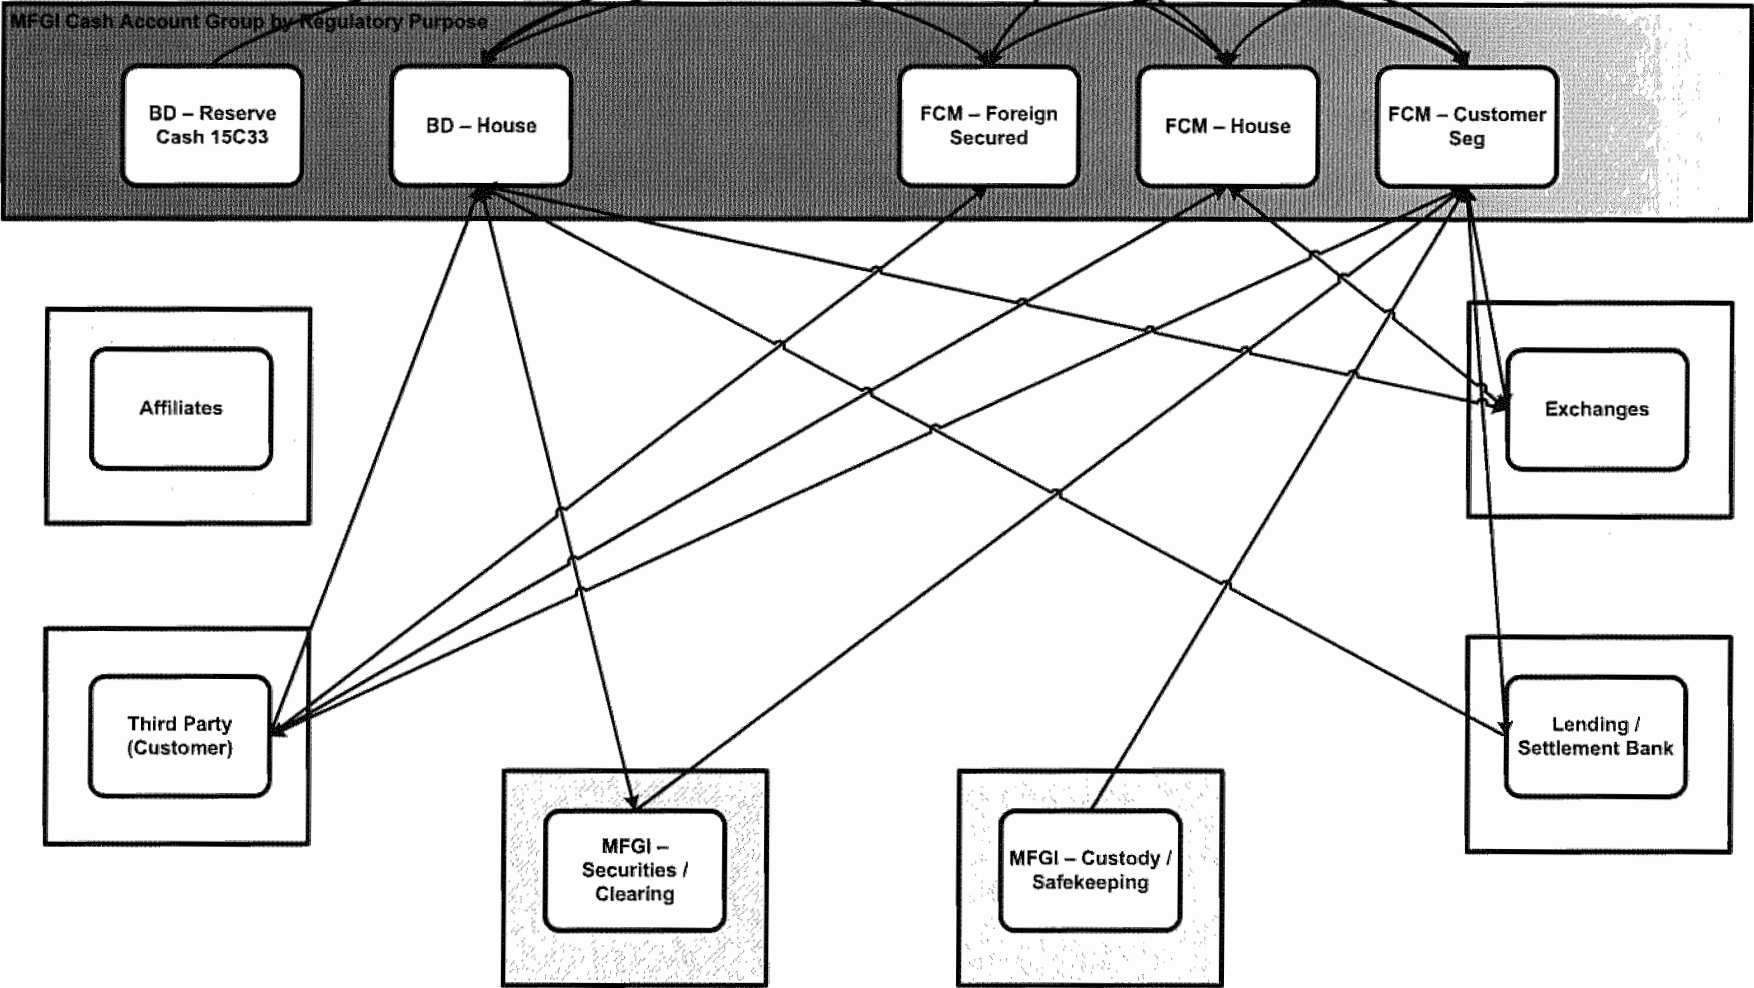 MFGI Cash Account Group by Regulatory Purpose
BD – Reserve
Cash 15C33
BD – House
FCM – Foreign
Secured
FCM – House
FCM – Customer
Seg
Affiliates
Exchanges
Third Party
(Customer)
Lending /
Settlement Bank
MFGI –
Securities /
Clearing
MFGI – Custody /
Safekeeping